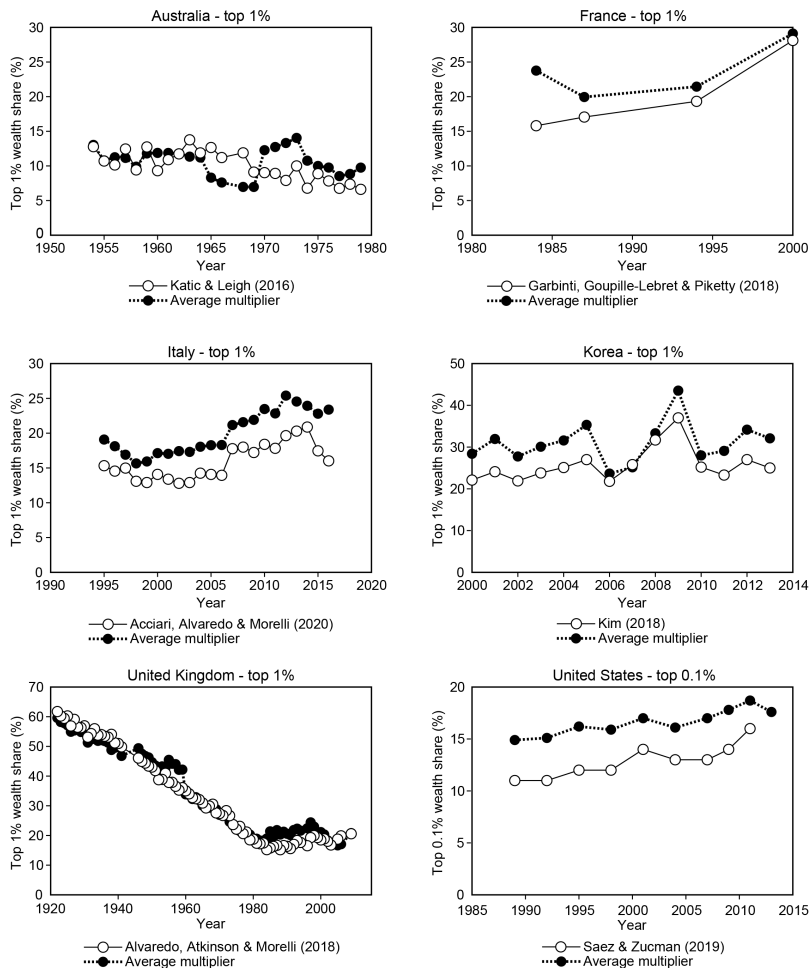 Australia - top 1%
Top 1% wealth share (%)
30
25
20
15
10
5
0
1950 1955 1960 1965 1970 1975 1980
Year
Katic & Leigh (2016)
Average multiplier
France - top 1%
Top 1% wealth share (%)
30
25
20
15
10
5
0
1980 1985 1990 1995 2000
Year
Garbinti, Goupille-Lebret & Piketty (2018)
Average multiplier
Italy - top 1%
Top 1% wealth share (%)
30
25
20
15
10
5
0
1990 1995 2000 2005 2010 2015 2020
Year
Acciari, Alvaredo & Morelli (2020)
Average multiplier
Korea - top 1%
Top 1% wealth share (%)
50
40
30
20
10
0
2000 2002 2004 2006 2008 2010 2012 2014
Year
Kim (2018)
Average multiplier
United Kingdom - top 1%
Top 1% wealth share (%)
70
60
50
40
30
20
10
0
1920 1940 1960 1980 2000
Year
Alvaredo, Atkinson & Morelli (2018)
Average multiplier
United States - top 0.1%
Top 0.1% wealth share (%)
20
15
10
5
0
1985 1990 1995 2000 2005 2010 2015
Year
Saez & Zucman (2019)
Average multiplier